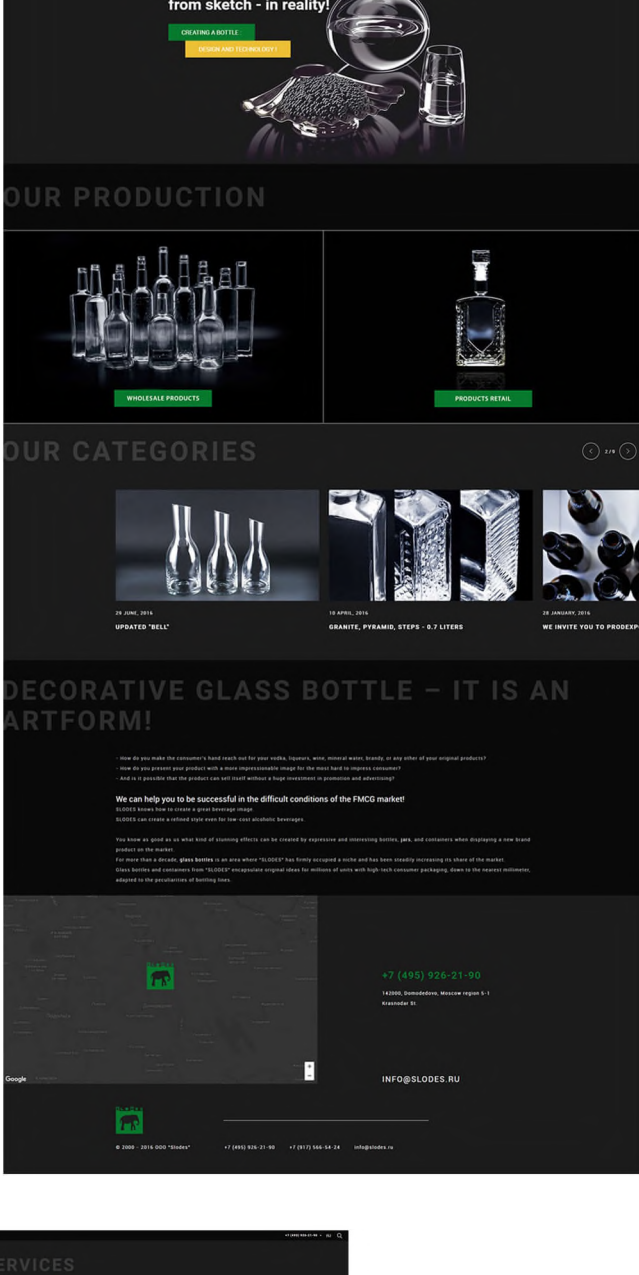 from sketch - in reality!
CREATING A BOTTLE :
DESIGN AND TECHNOLOGY !
OUR PRODUCTION
WHOLESALE PRODUCTS
PRODUCTS RETAIL
OUR CATEGORIES
2/8
29 JUNE, 2016
10 APRIL, 2016
28 JANUARY, 2016
UPDATED "BELL"
GRANITE, PYRAMID, STEPS - 0.7 LITERS
WE INVITE YOU TO PRODEXP
DECORATIVE GLASS BOTTLE – IT IS AN
ARTFORM!
- How do you make the consumer's hand reach out for your vodka, liqueurs, wine, mineral water, brandy, or any other of your original products?
- How do you present your product with a more impressionable image for the most hard to impress consumer?
- And is it possible that the product can sell itself without a huge investment in promotion and advertising?
We can help you to be successful in the difficult conditions of the FMCG market!
SLODES knows how to create a great beverage image.
SLODES can create a refined style even for low-cost alcoholic beverages.
You know as good as us what kind of stunning effects can be created by expressive and interesting bottles, jars, and containers when displaying a new brand
product on the market.
For more than a decade, glass bottles is an area where "SLODES" has firmly occupied a niche and has been steadily increasing its share of the market.
Glass bottles and containers from "SLODES" encapsulate original ideas for millions of units with high-tech consumer packaging, down to the nearest millimeter,
adapted to the peculiarities of bottling lines.
SLODES
+7 (495) 926-21-90
142000, Domodedovo, Moscow region 5-1
Krasnodar St.
Google
INFO@SLODES.RU
SLODES
© 2000 - 2016 OOO "Slodes"
+7 (495) 926-21-90
+7 (917) 566-54-24
info@slodes.ru
+7 (495) 926-21-90
RU
ERVICES